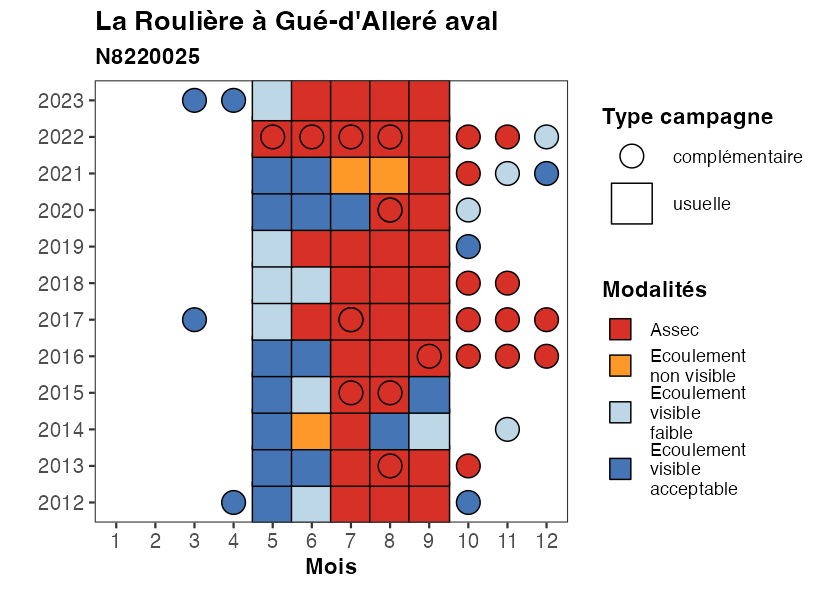 La Roulière à Gué-d'Alleré aval
N8220025
2023
2022
2021
2020
2019
2018
2017
2016
2015
2014
2013
2012
1 2 3 4 5 6 7 8 9 10 11 12
Mois
Type campagne
complémentaire
usuelle
Modalités
Assec
Ecoulement
non visible
Ecoulement
visible
faible
Ecoulement
visible
acceptable